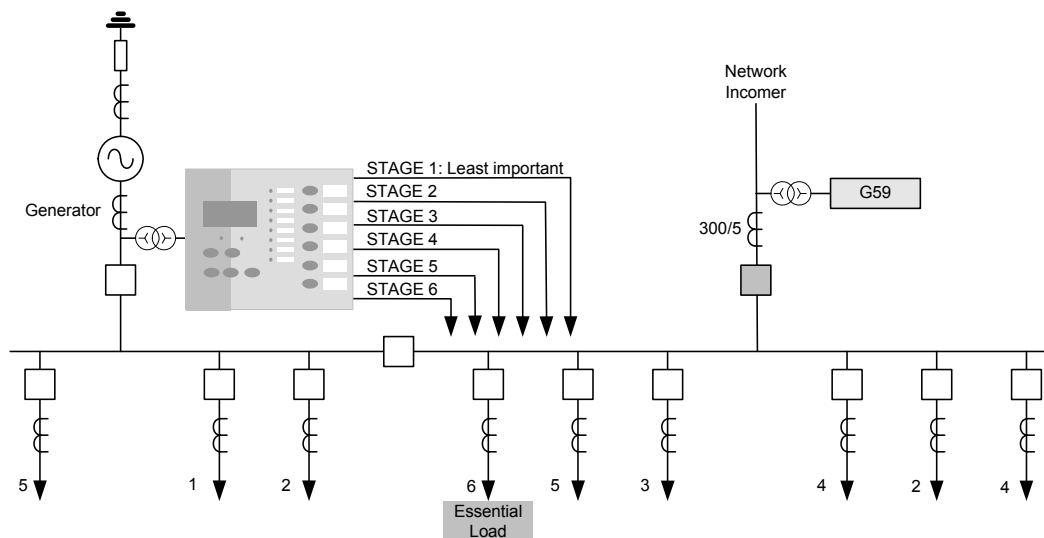 Network
Incomer
STAGE 1: Least important
STAGE 2
STAGE 3
STAGE 4
STAGE 5
STAGE 6
Generator
G59
300/5
5
1
2
6
5
3
4
2
4
Essential
Load